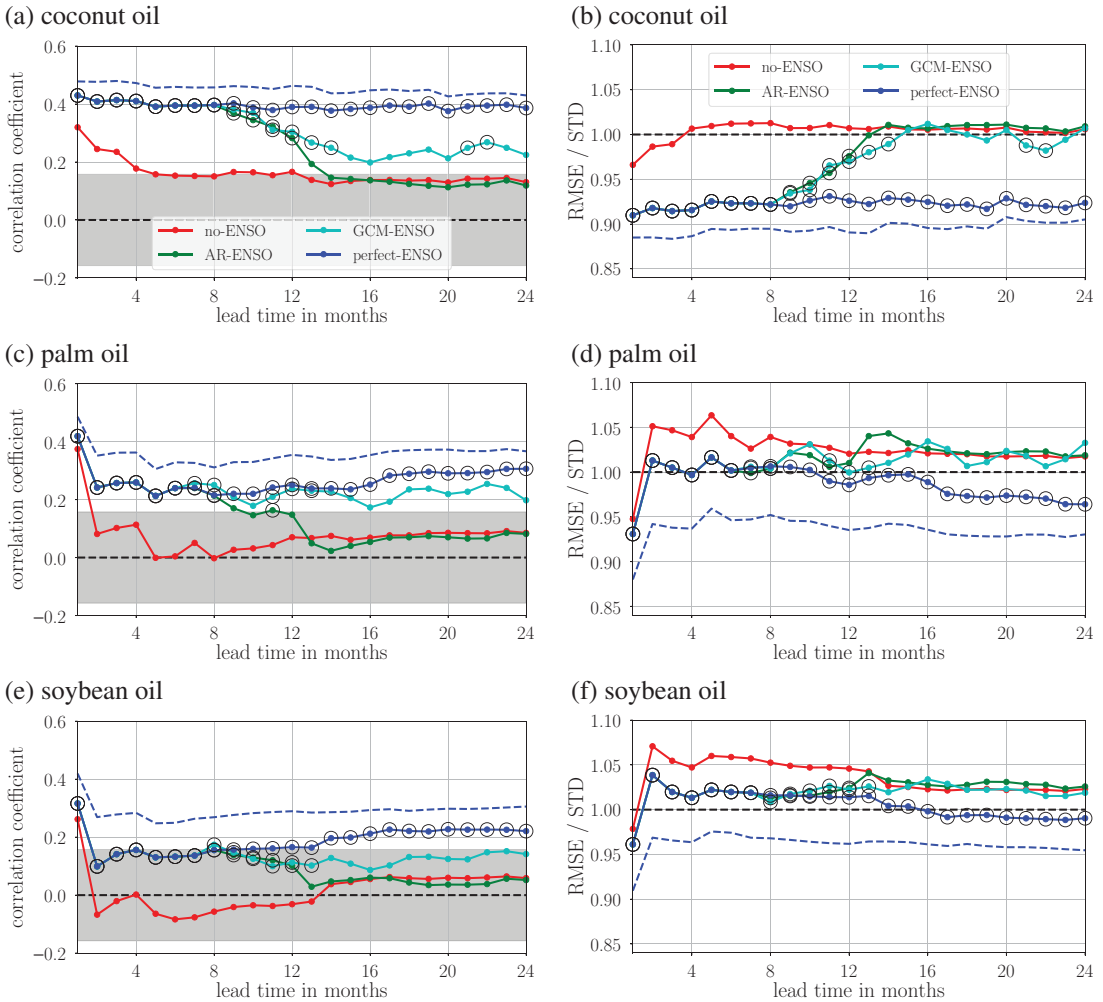 (a) coconut oil
correlation coefficient
0.6
0.4
0.2
0.0
−0.2
no-ENSO
AR-ENSO
GCM-ENSO
perfect-ENSO
4 8 12 16 20 24
lead time in months
(b) coconut oil
RMSE / STD
1.10
1.05
1.00
0.95
0.90
0.85
no-ENSO
AR-ENSO
GCM-ENSO
perfect-ENSO
4 8 12 16 20 24
lead time in months
(c) palm oil
correlation coefficient
0.6
0.4
0.2
0.0
−0.2
4 8 12 16 20 24
lead time in months
(d) palm oil
RMSE / STD
1.10
1.05
1.00
0.95
0.90
0.85
4 8 12 16 20 24
lead time in months
(e) soybean oil
correlation coefficient
0.6
0.4
0.2
0.0
−0.2
4 8 12 16 20 24
lead time in months
(f) soybean oil
RMSE / STD
1.10
1.05
1.00
0.95
0.90
0.85
4 8 12 16 20 24
lead time in months